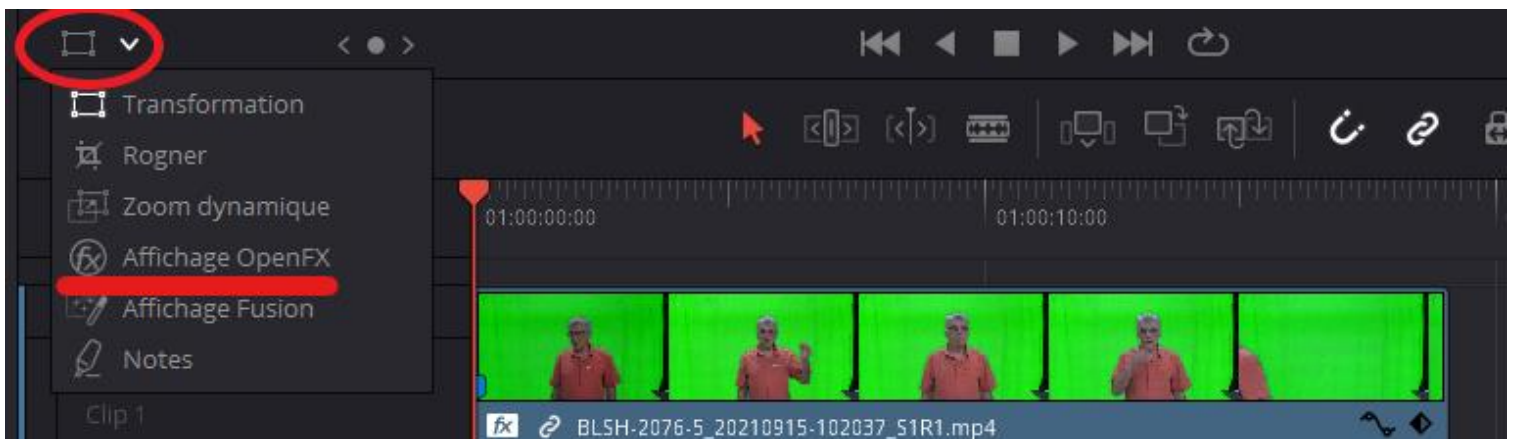 Transformation
Rogner
Zoom dynamique
Affichage OpenFX
Affichage Fusion
Notes
01:00:00:00
01:00:10:00
Clip 1
fx BLSH-2076-5_20210915-102037_S1R1.mp4